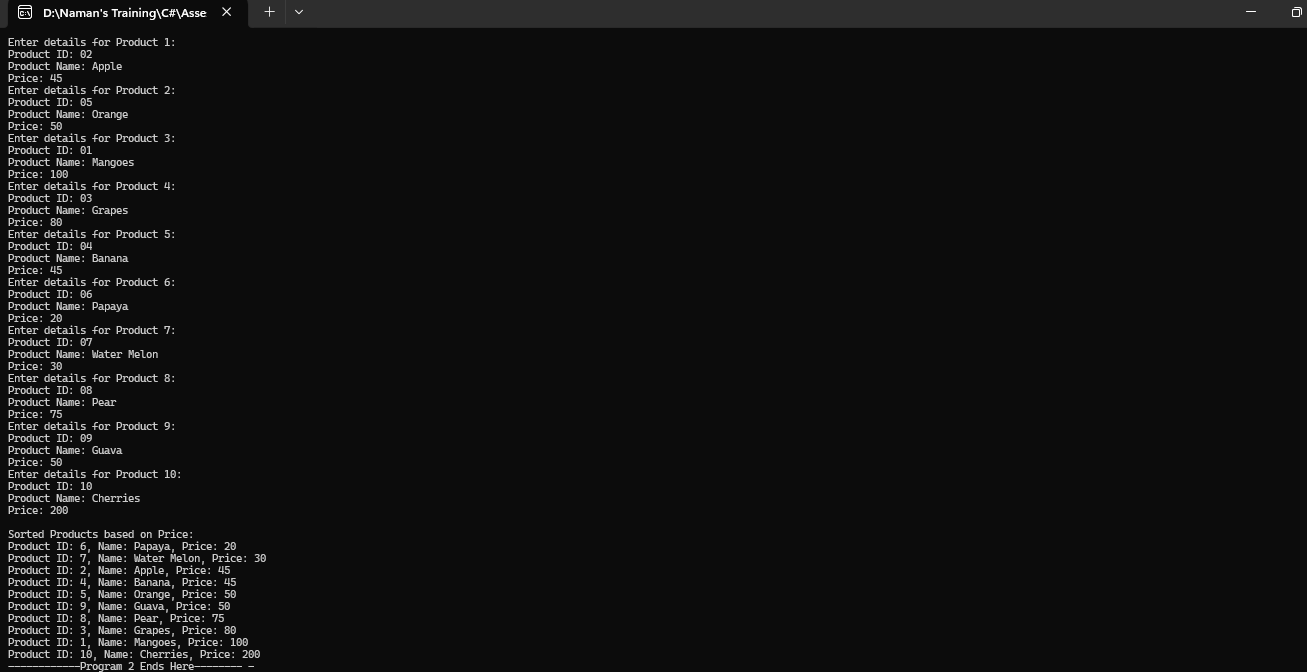 D:\Naman's Training\C#\Asse
Enter details for Product 1:
Product ID: 02
Product Name: Apple
Price: 45
Enter details for Product 2:
Product ID: 05
Product Name: Orange
Price: 50
Enter details for Product 3:
Product ID: 01
Product Name: Mangoes
Price: 100
Enter details for Product 4:
Product ID: 03
Product Name: Grapes
Price: 80
Enter details for Product 5:
Product ID: 04
Product Name: Banana
Price: 45
Enter details for Product 6:
Product ID: 06
Product Name: Papaya
Price: 20
Enter details for Product 7:
Product ID: 07
Product Name: Water Melon
Price: 30
Enter details for Product 8:
Product ID: 08
Product Name: Pear
Price: 75
Enter details for Product 9:
Product ID: 09
Product Name: Guava
Price: 50
Enter details for Product 10:
Product ID: 10
Product Name: Cherries
Price: 200
Sorted Products based on Price:
Product ID: 6, Name: Papaya, Price: 20
Product ID: 7, Name: Water Melon, Price: 30
Product ID: 2, Name: Apple, Price: 45
Product ID: 4, Name: Banana, Price: 45
Product ID: 5, Name: Orange, Price: 50
Product ID: 9, Name: Guava, Price: 50
Product ID: 8, Name: Pear, Price: 75
Product ID: 3, Name: Grapes, Price: 80
Product ID: 1, Name: Mangoes, Price: 100
Product ID: 10, Name: Cherries, Price: 200
------------Program 2 Ends Here-------- -